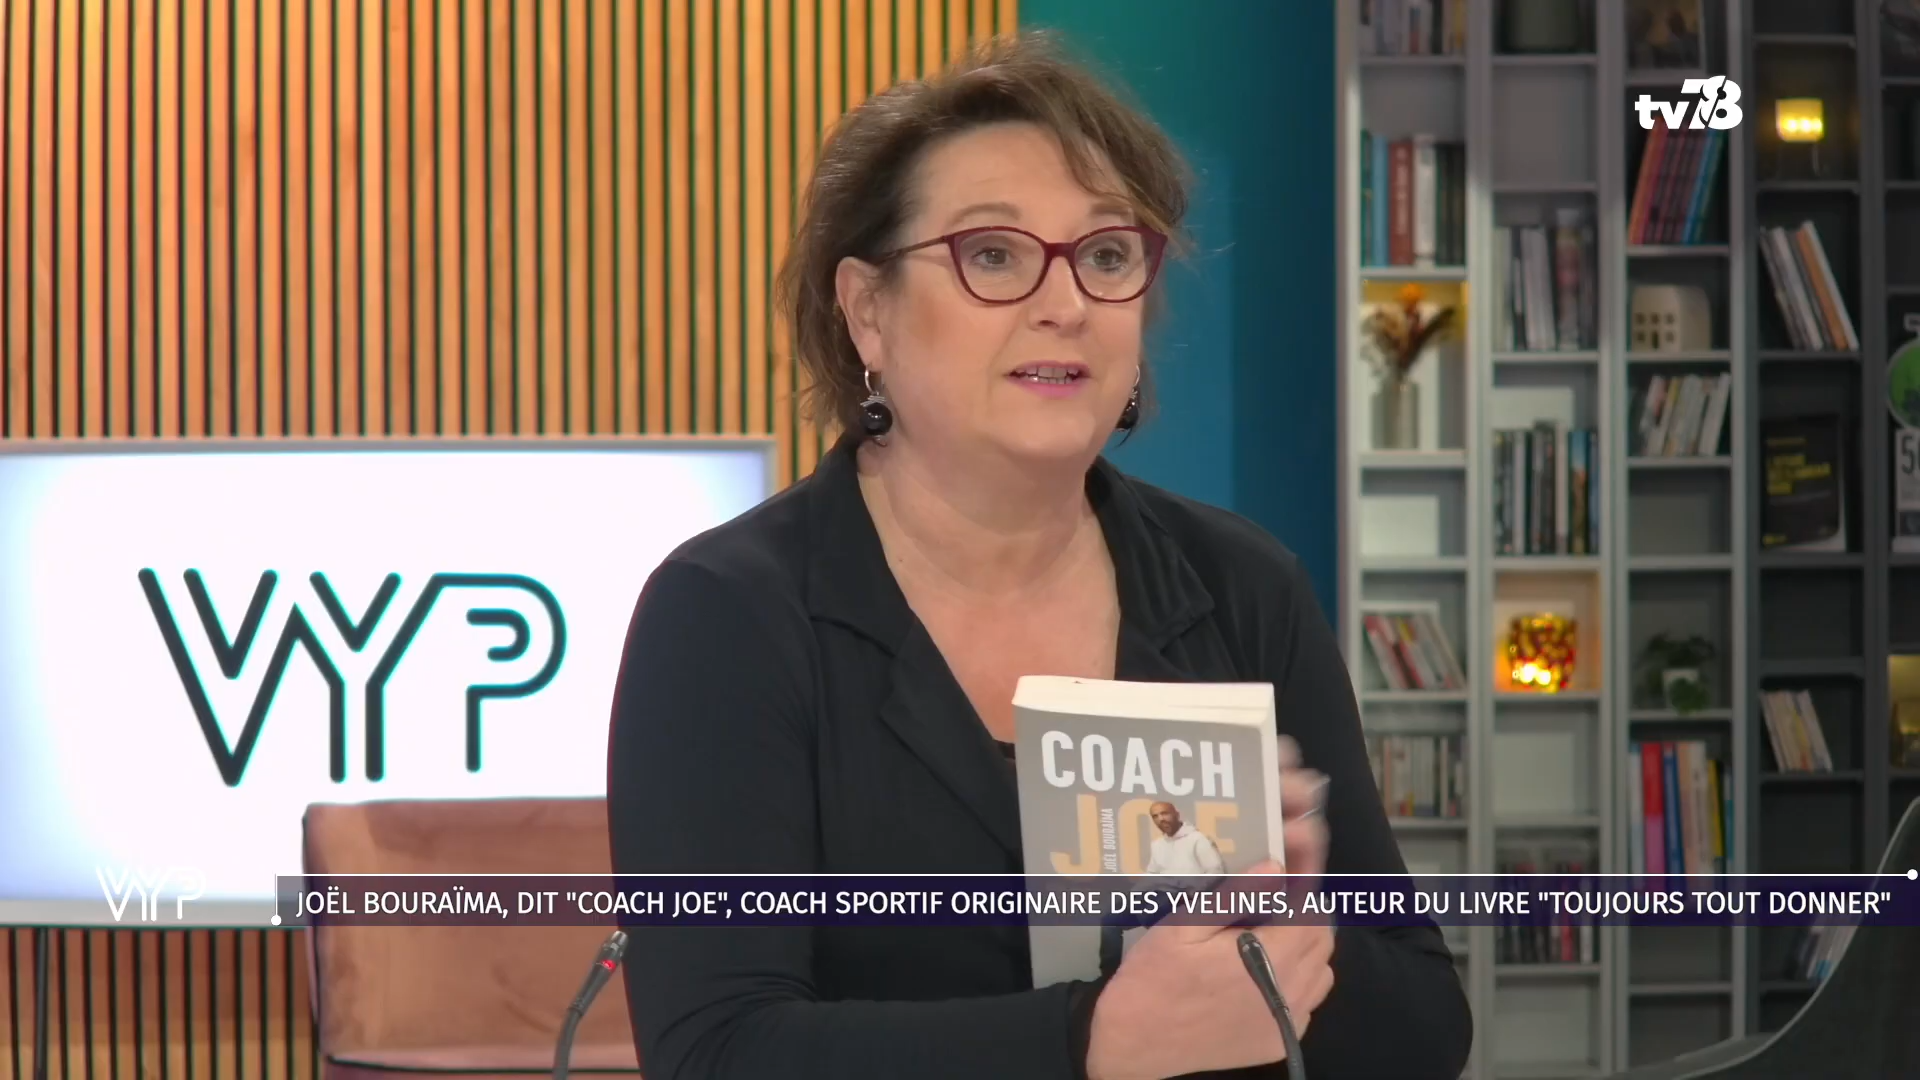 tv78
VYP
COACH
JOE
JOËL BOURAÏMA
VYP
JOËL BOURAÏMA, DIT "COACH JOE", COACH SPORTIF ORIGINAIRE DES YVELINES, AUTEUR DU LIVRE "TOUJOURS TOUT DONNER"